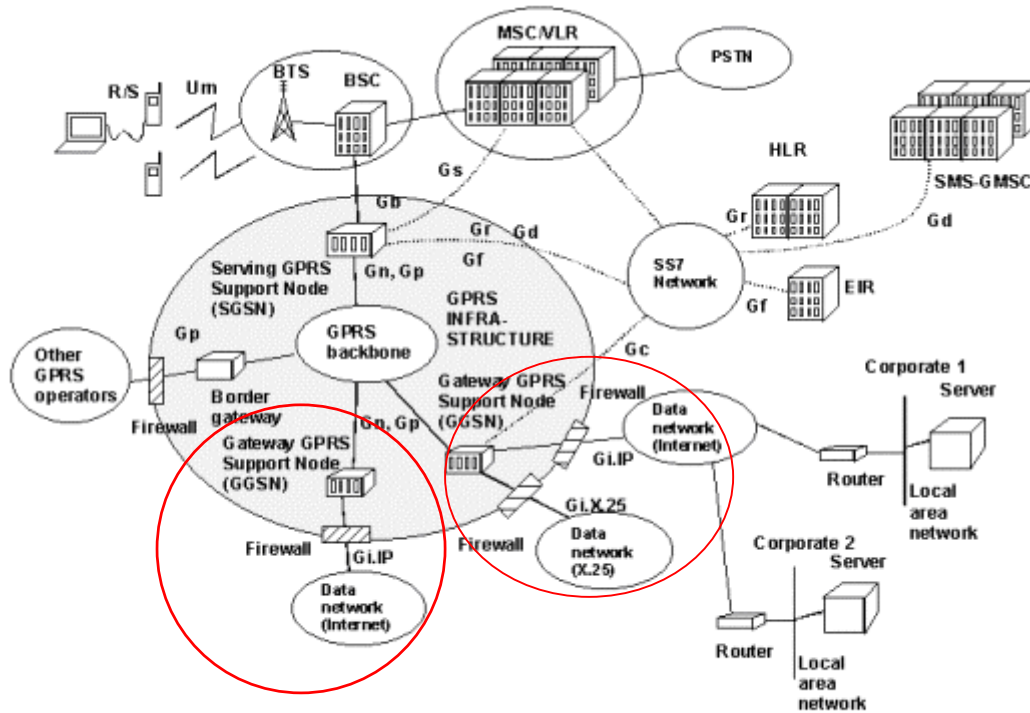 MSC/VLR
PSTN
BTS
BSC
Um
R/S
HLR
SMS-GMSC
Gs
Gb
Gr
Gd
Gr
Gd
Gf
Gn, Gp
SS7
Network
EIR
Gf
Serving GPRS
Support Node
(SGSN)
GPRS
INFRA-
STRUCTURE
Gp
GPRS
backbone
Gc
Other
GPRS
operators
Border
gateway
Firewall
Gn, Gp
Gateway GPRS
Support Node
(GGSN)
Gateway GPRS
Support Node
(GGSN)
Firewall
Data
network
(Internet)
Gi.IP
Corporate 1
Server
Router
Local
area
network
Gi.X.25
Firewall
Data
network
(X.25)
Firewall
Gi.IP
Data
network
(Internet)
Corporate 2
Server
Router
Local
area
network